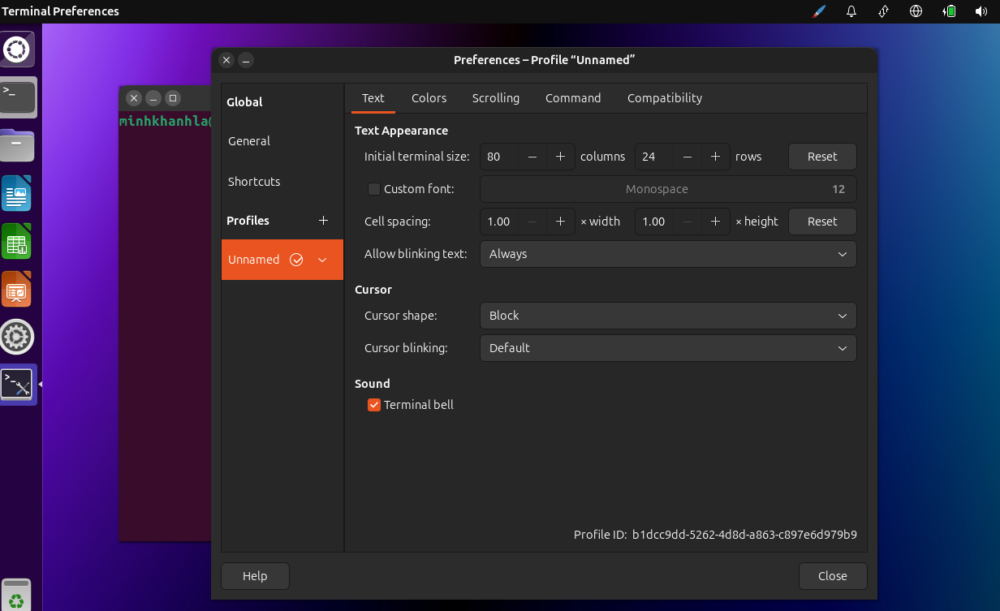 Terminal Preferences
Preferences – Profile “Unnamed”
minhkhanhla@
Global
General
Shortcuts
Profiles
Unnamed
Text Colors Scrolling Command Compatibility
Text Appearance
Initial terminal size: 80 columns 24 rows Reset
Custom font: Monospace 12
Cell spacing: 1.00 × width 1.00 × height Reset
Allow blinking text: Always
Cursor
Cursor shape: Block
Cursor blinking: Default
Sound
Terminal bell
Profile ID: b1dcc9dd-5262-4d8d-a863-c897e6d979b9
Help Close